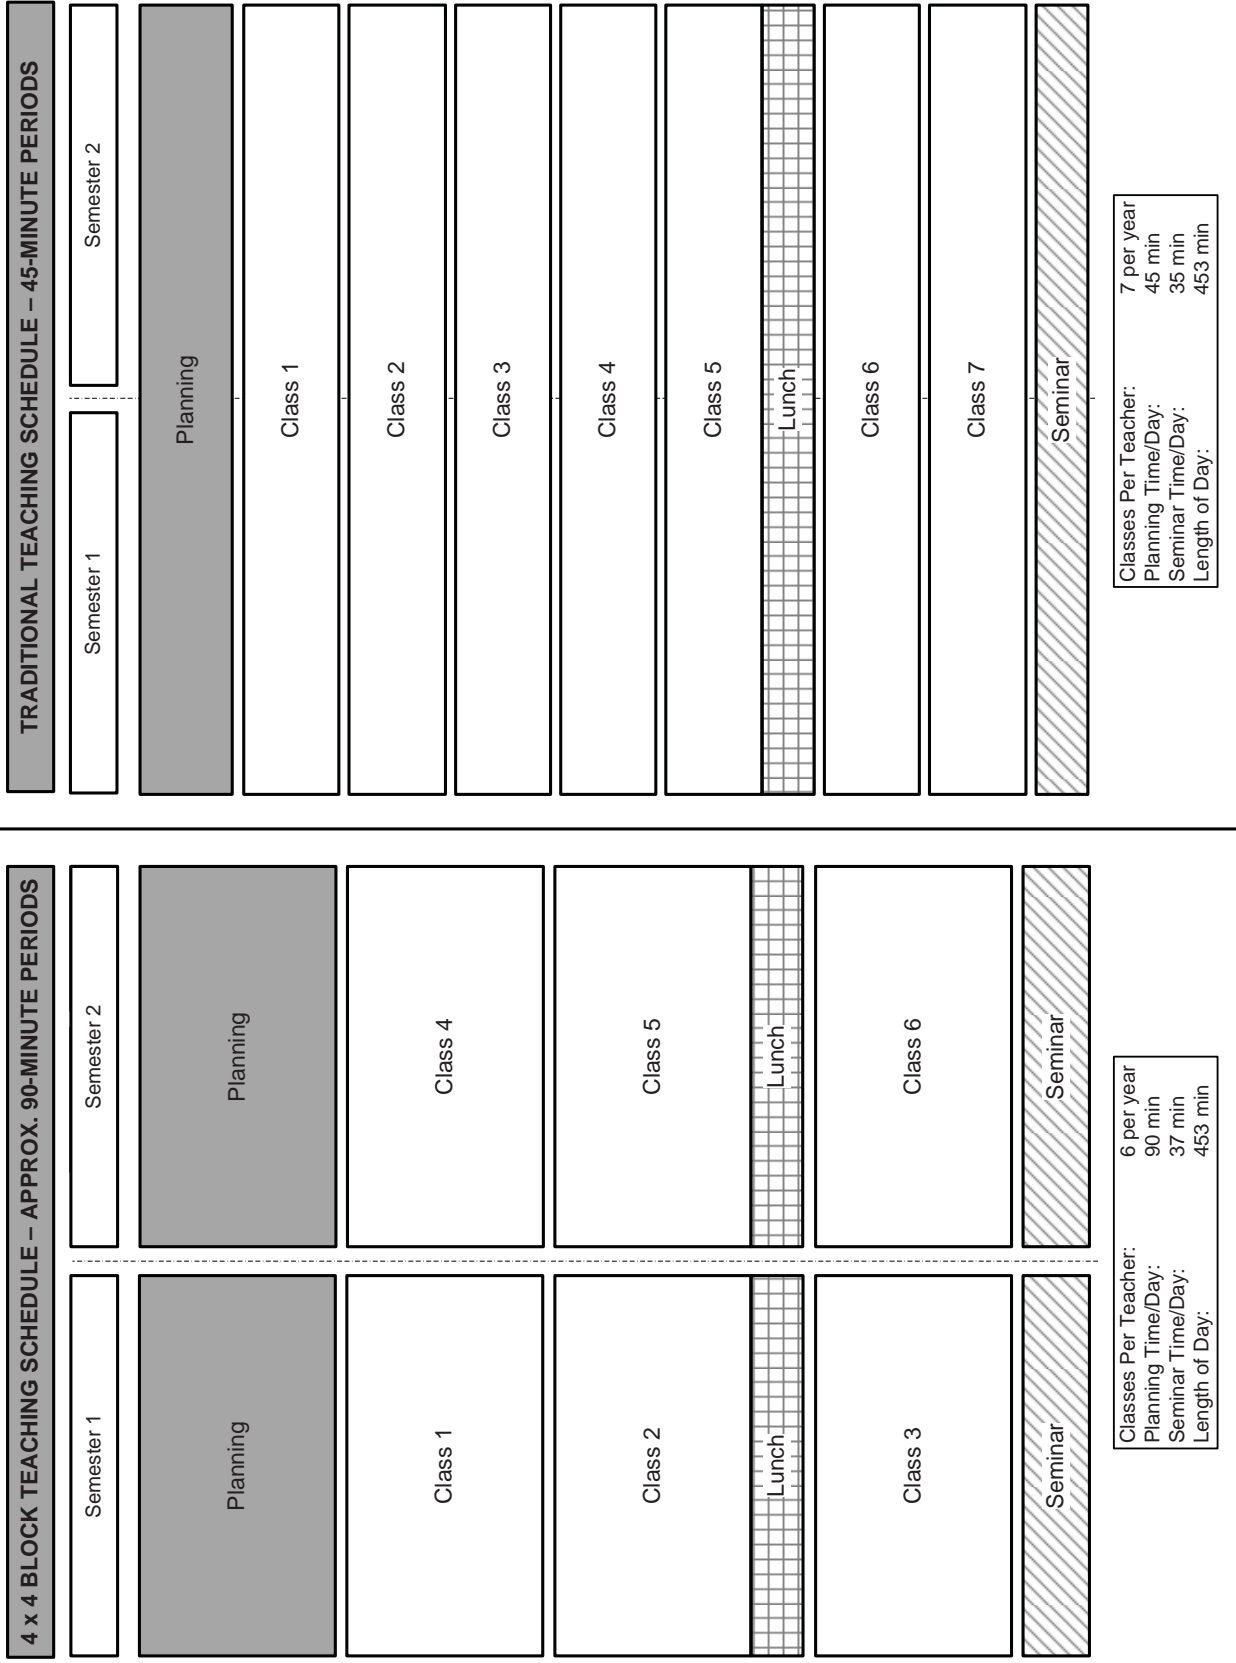 4 x 4 BLOCK TEACHING SCHEDULE – APPROX. 90-MINUTE PERIODS
Semester 1
Semester 2
Planning
Planning
Class 1
Class 4
Class 2
Class 5
Lunch
Lunch
Class 3
Class 6
Seminar
Seminar
Classes Per Teacher: 6 per year
Planning Time/Day: 90 min
Seminar Time/Day: 37 min
Length of Day: 453 min
TRADITIONAL TEACHING SCHEDULE – 45-MINUTE PERIODS
Semester 1
Semester 2
Planning
Class 1
Class 2
Class 3
Class 4
Class 5
Lunch
Class 6
Class 7
Seminar
Classes Per Teacher: 7 per year
Planning Time/Day: 45 min
Seminar Time/Day: 35 min
Length of Day: 453 min